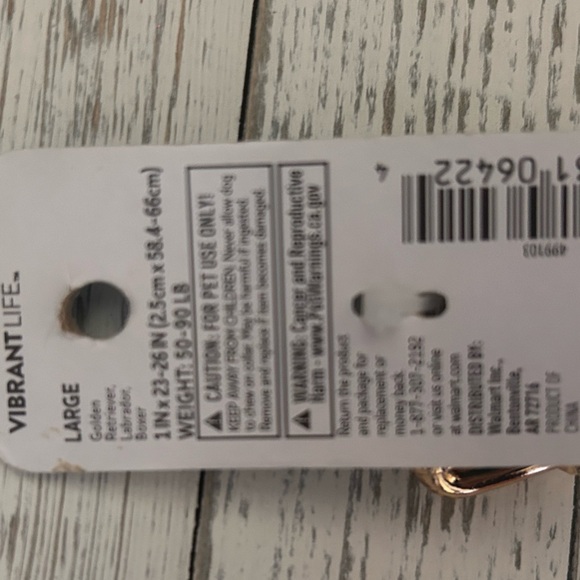 VIBRANT LIFE™
LARGE
Golden
Retriever,
Labrador,
Boxer
1 IN x 23-26 IN (2.5cm x 58.4-66cm)
WEIGHT: 50-90 LB
CAUTION: FOR PET USE ONLY!
KEEP AWAY FROM CHILDREN. Never allow dog
to chew on collar. May be harmful if ingested.
Remove and replace if item becomes damaged.
WARNING: Cancer and Reproductive
Harm - www.P65Warnings.ca.gov
Return the product
and package for
replacement or
money back.
1-877-207-2192
or visit us online
at walmart.com
DISTRIBUTED BY:
Walmart Inc.,
Bentonville,
AR 72716
PRODUCT OF
CHINA
31 06422 4
499103